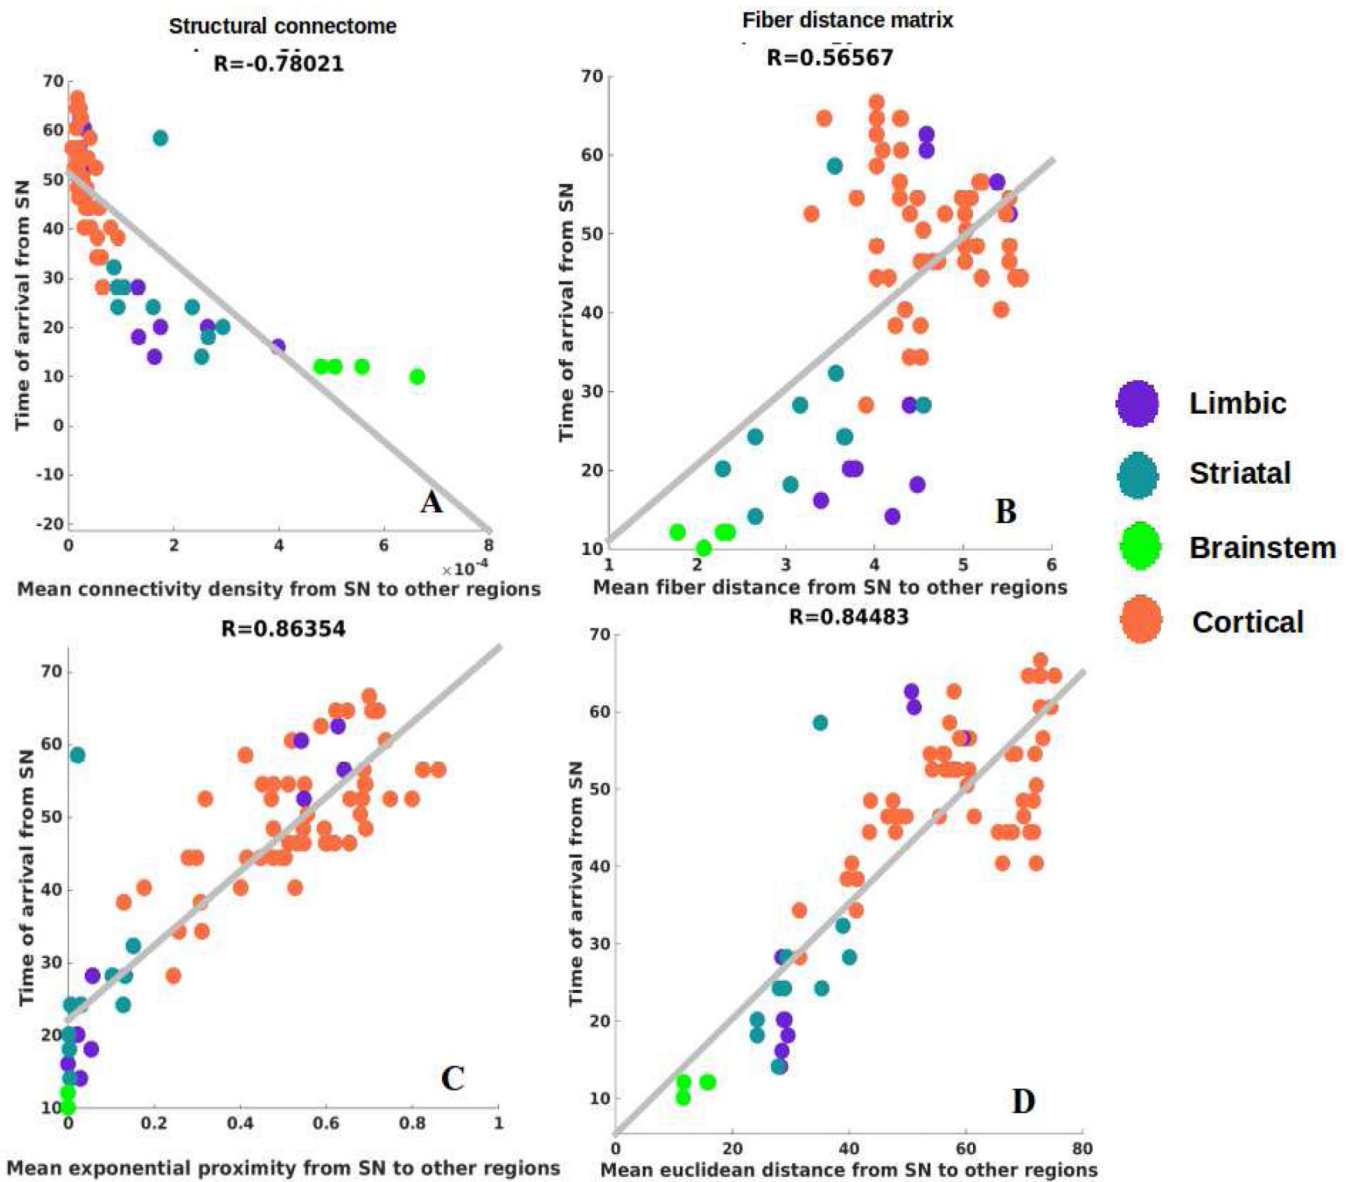 Structural connectome
R=-0.78021
70
60
50
40
30
20
10
0
-10
-20
Time of arrival from SN
A
0 2 4 6 8
×10⁻⁴
Mean connectivity density from SN to other regions
Fiber distance matrix
R=0.56567
70
60
50
40
30
20
10
Time of arrival from SN
B
1 2 3 4 5 6
Mean fiber distance from SN to other regions
Limbic
Striatal
Brainstem
Cortical
R=0.86354
70
60
50
40
30
20
10
Time of arrival from SN
C
0 0.2 0.4 0.6 0.8 1
Mean exponential proximity from SN to other regions
R=0.84483
70
60
50
40
30
20
10
Time of arrival from SN
D
0 20 40 60 80
Mean euclidean distance from SN to other regions